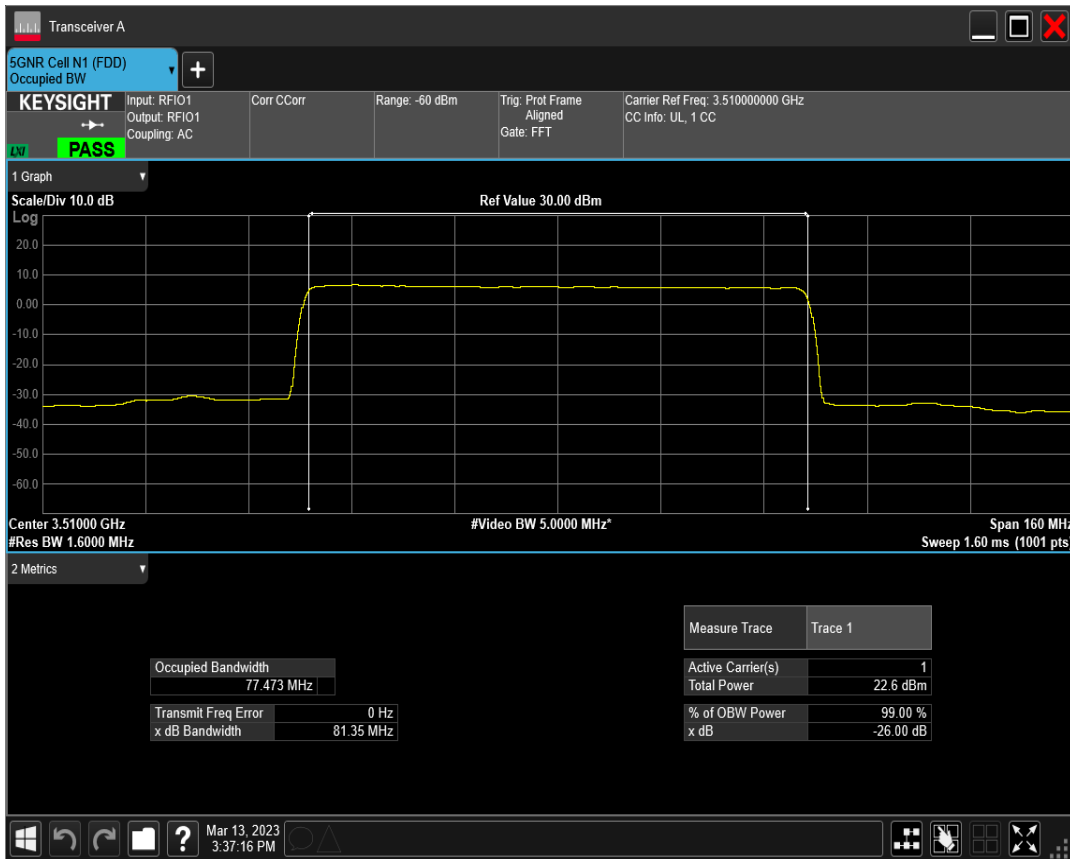 Transceiver A
5GNR Cell N1 (FDD)
Occupied BW
+
KEYSIGHT
LXI
PASS
Input: RFIO1
Output: RFIO1
Coupling: AC
Corr CCorr
Range: -60 dBm
Trig: Prot Frame
Aligned
Gate: FFT
Carrier Ref Freq: 3.510000000 GHz
CC Info: UL, 1 CC
1 Graph
Scale/Div 10.0 dB
Ref Value 30.00 dBm
Log
20.0
10.0
0.00
-10.0
-20.0
-30.0
-40.0
-50.0
-60.0
Center 3.51000 GHz
#Video BW 5.0000 MHz*
Span 160 MHz
#Res BW 1.6000 MHz
Sweep 1.60 ms (1001 pts)
2 Metrics
Measure Trace Trace 1
Occupied Bandwidth
77.473 MHz
Active Carrier(s) 1
Total Power 22.6 dBm
Transmit Freq Error 0 Hz
x dB Bandwidth 81.35 MHz
% of OBW Power 99.00 %
x dB -26.00 dB
?
Mar 13, 2023
3:37:16 PM